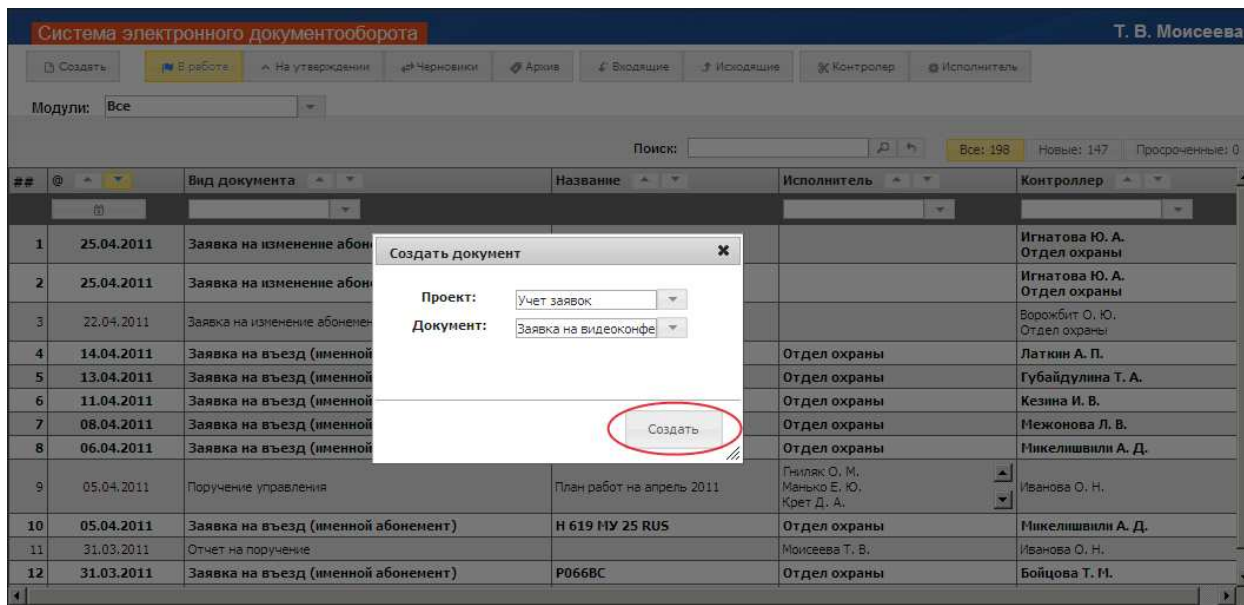 Система электронного документооборота
Т. В. Моисеева
Создать В работе На утверждении Черновики Архив Входящие Исходящие Контролер Исполнитель
Модули: Все
Поиск: Все: 198 Новые: 147 Просроченные: 0
## @ Вид документа Название Исполнитель Контроллер
1 25.04.2011 Заявка на изменение абон Игнатова Ю. А.
Отдел охраны
2 25.04.2011 Заявка на изменение абон Игнатова Ю. А.
Отдел охраны
3 22.04.2011 Заявка на изменение абонемен Ворожбит О. Ю.
Отдел охраны
4 14.04.2011 Заявка на въезд (именной Отдел охраны Латкин А. П.
5 13.04.2011 Заявка на въезд (именной Отдел охраны Губайдулина Т. А.
6 11.04.2011 Заявка на въезд (именной Отдел охраны Кезина И. В.
7 08.04.2011 Заявка на въезд (именной Отдел охраны Межонова Л. В.
8 06.04.2011 Заявка на въезд (именной Отдел охраны Микелишвили А. Д.
9 05.04.2011 Поручение управления План работ на апрель 2011 Гниляк О. М.
Манько Е. Ю.
Крет Д. А.
Иванова О. Н.
10 05.04.2011 Заявка на въезд (именной абонемент) Н 619 МУ 25 RUS Отдел охраны Микелишвили А. Д.
11 31.03.2011 Отчет на поручение Моисеева Т. В. Иванова О. Н.
12 31.03.2011 Заявка на въезд (именной абонемент) Р066ВС Отдел охраны Бойцова Т. М.
Создать документ
Проект: Учет заявок
Документ: Заявка на видеоконфе
Создать